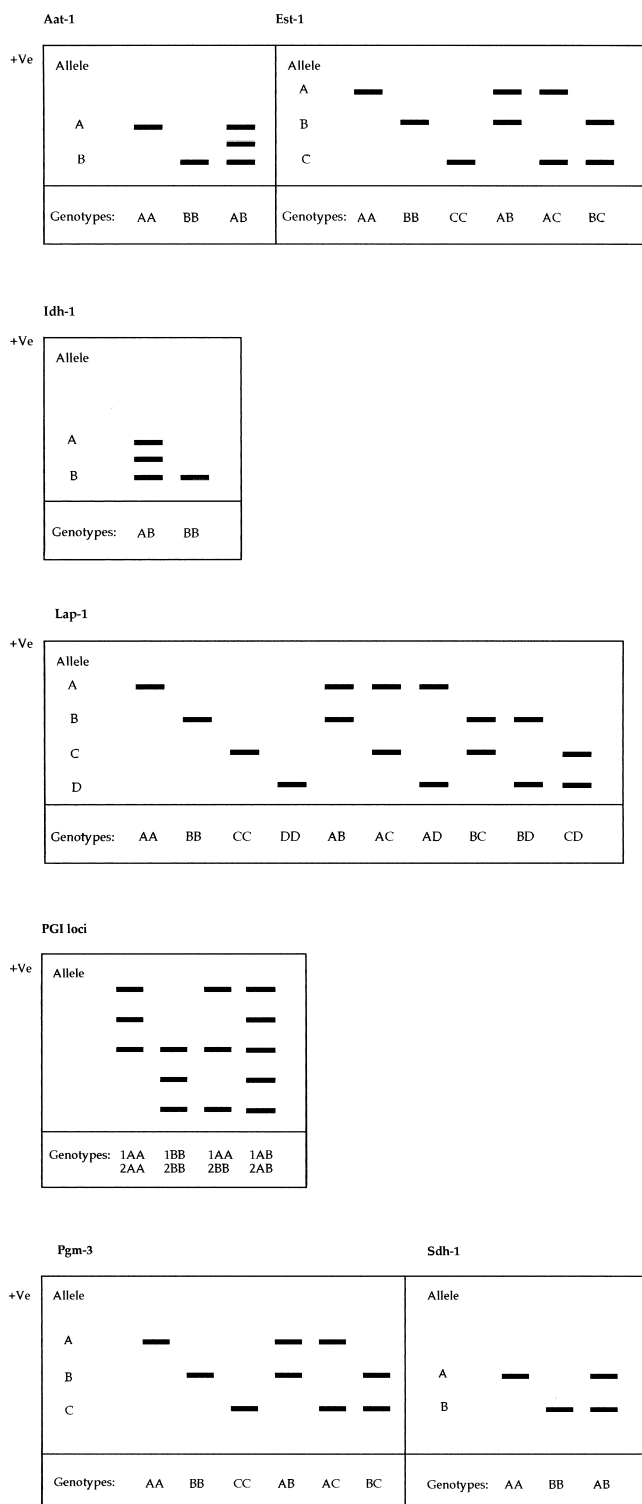 Aat-1 Est-1
+Ve
Allele Allele
A
A B
B C
Genotypes: AA BB AB Genotypes: AA BB CC AB AC BC
Idh-1
+Ve
Allele
A
B
Genotypes: AB BB
Lap-1
+Ve
Allele
A
B
C
D
Genotypes: AA BB CC DD AB AC AD BC BD CD
PGI loci
+Ve
Allele
Genotypes: 1AA 1BB 1AA 1AB
2AA 2BB 2BB 2AB
Pgm-3 Sdh-1
+Ve
Allele Allele
A
B A
C B
Genotypes: AA BB CC AB AC BC Genotypes: AA BB AB